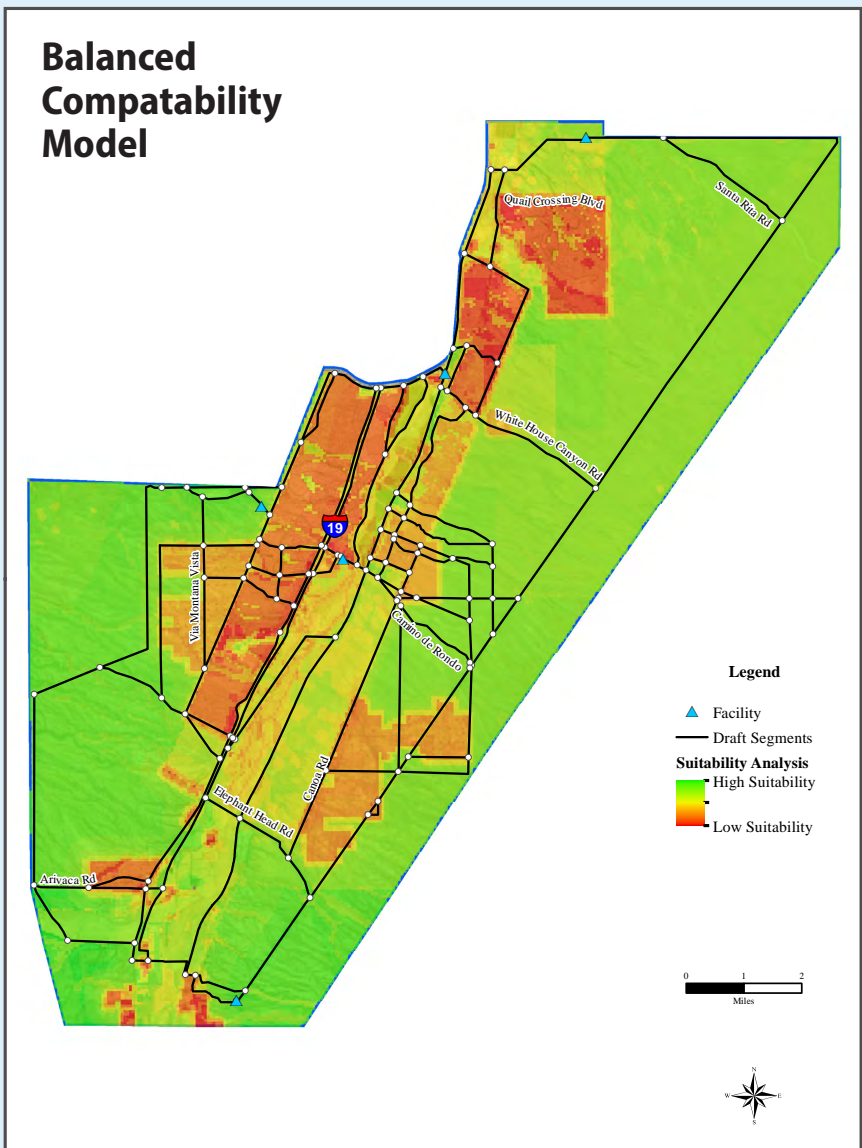 Balanced
Compatability
Model
Quail Crossing Blvd
Santa Rita Rd
White House Canyon Rd
19
Via Montana Vista
Camino de Rondo
Canoa Rd
Elephant Head Rd
Arivaca Rd
Legend
Facility
Draft Segments
Suitability Analysis
High Suitability
Low Suitability
0 1 2
Miles
N
W E
S